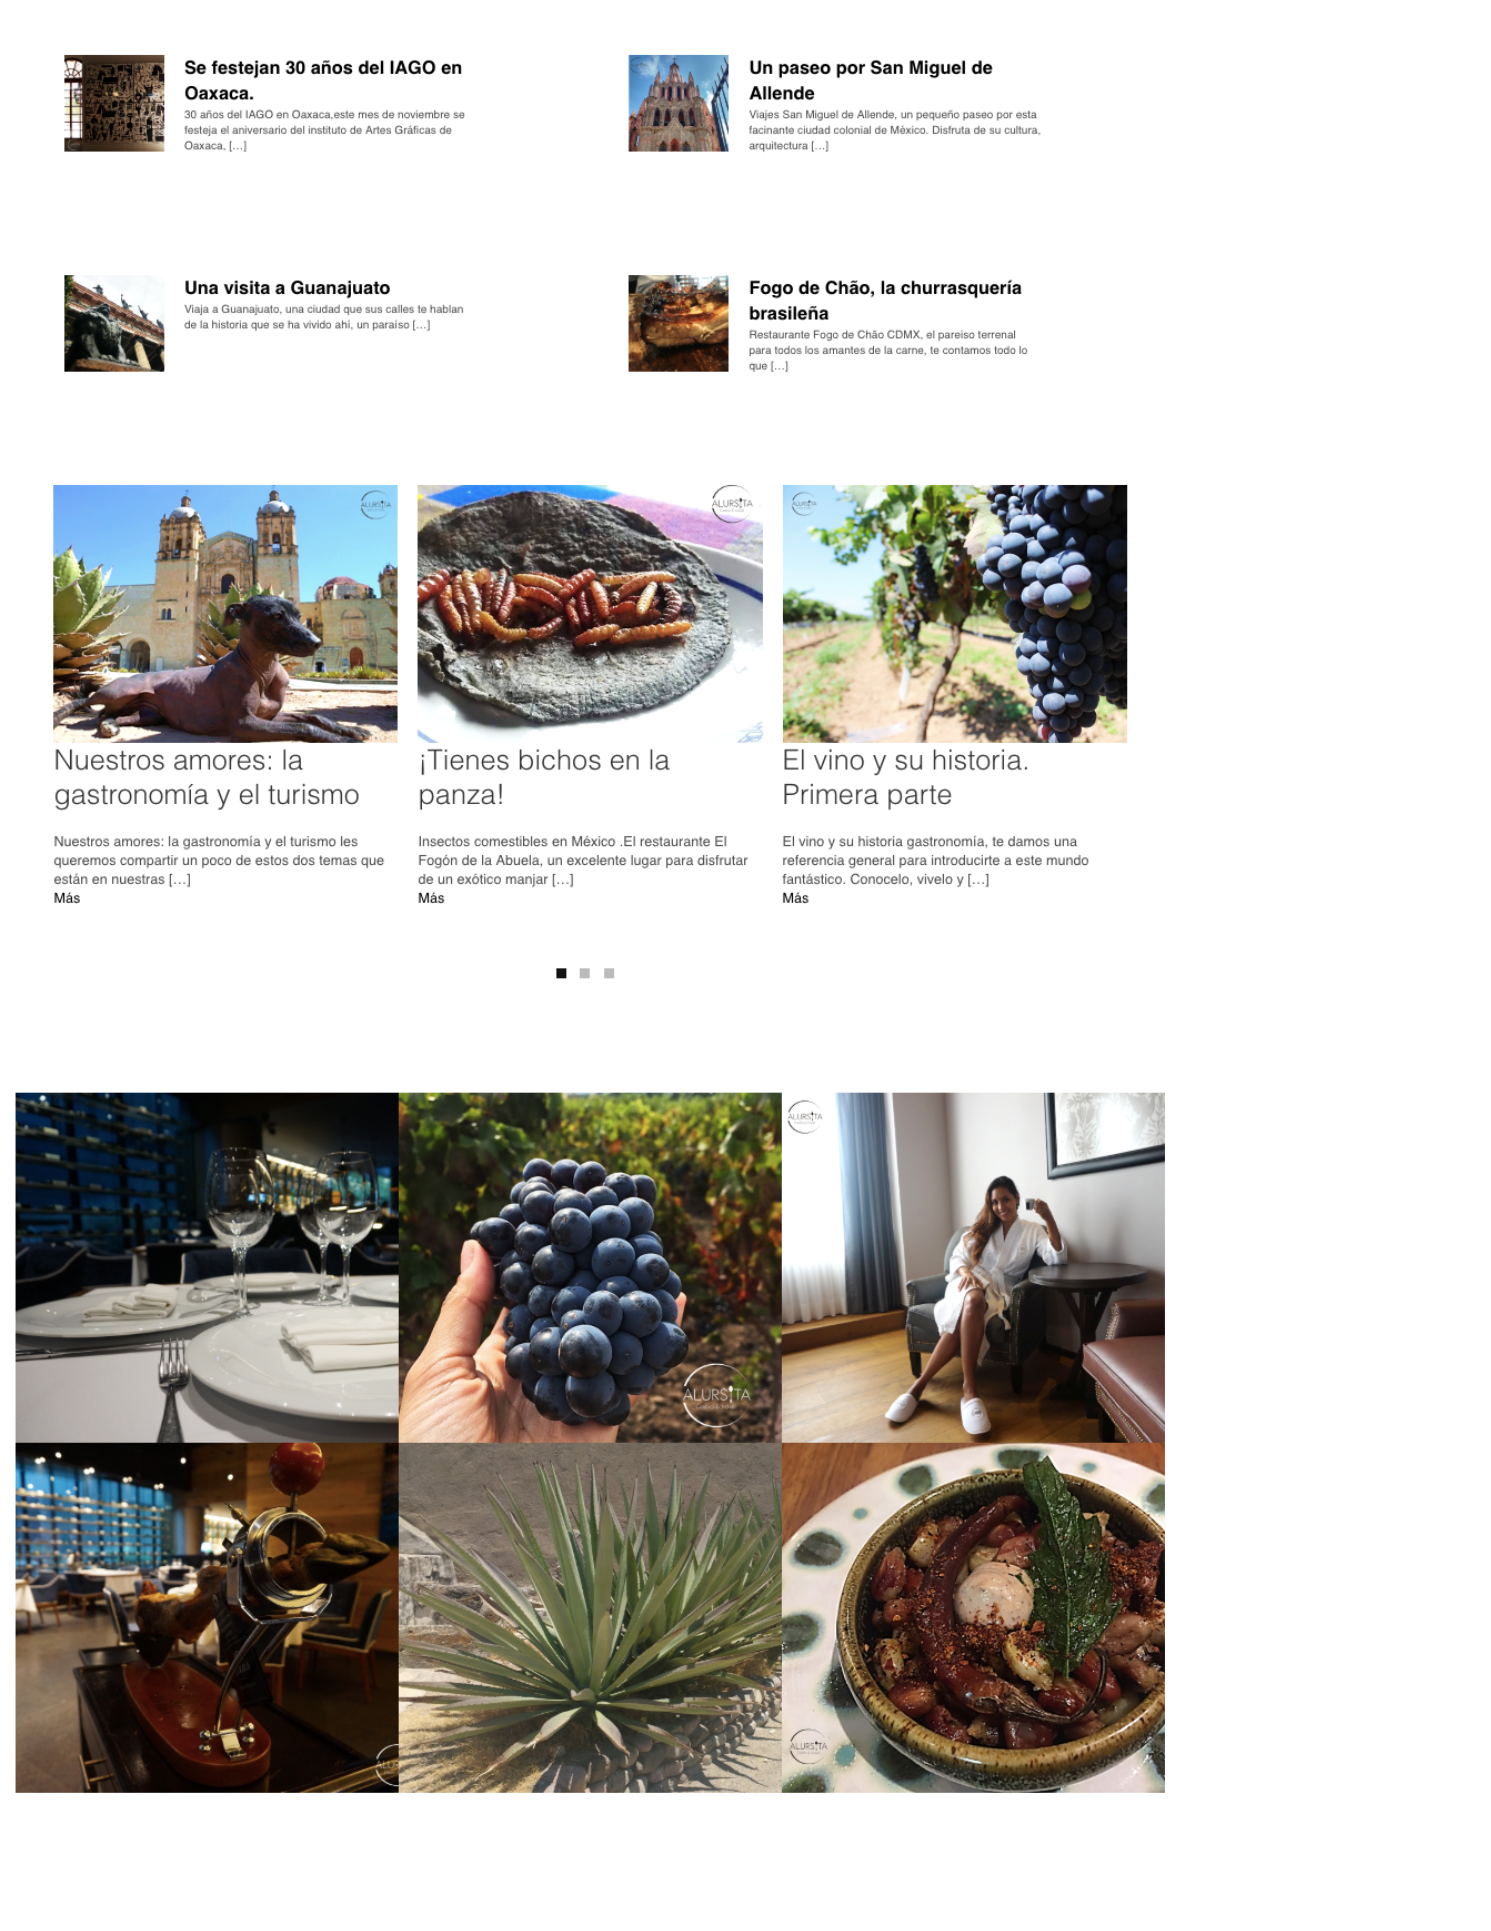 Se festejan 30 años del IAGO en
Oaxaca.
30 años del IAGO en Oaxaca,este mes de noviembre se
festeja el aniversario del instituto de Artes Gráficas de
Oaxaca, […]
Un paseo por San Miguel de
Allende
Viajes San Miguel de Allende, un pequeño paseo por esta
facinante ciudad colonial de México. Disfruta de su cultura,
arquitectura […]
Una visita a Guanajuato
Viaja a Guanajuato, una ciudad que sus calles te hablan
de la historia que se ha vivido ahí, un paraíso […]
Fogo de Chão, la churrasquería
brasileña
Restaurante Fogo de Chão CDMX, el pareiso terrenal
para todos los amantes de la carne, te contamos todo lo
que […]
ALURSITA
ALURSITA
ALURSITA
Nuestros amores: la
gastronomía y el turismo
Nuestros amores: la gastronomía y el turismo les
queremos compartir un poco de estos dos temas que
están en nuestras […]
Más
¡Tienes bichos en la
panza!
Insectos comestibles en México .El restaurante El
Fogón de la Abuela, un excelente lugar para disfrutar
de un exótico manjar […]
Más
El vino y su historia.
Primera parte
El vino y su historia gastronomía, te damos una
referencia general para introducirte a este mundo
fantástico. Conocelo, vivelo y […]
Más
ALURSITA
ALURSITA
ALURSITA